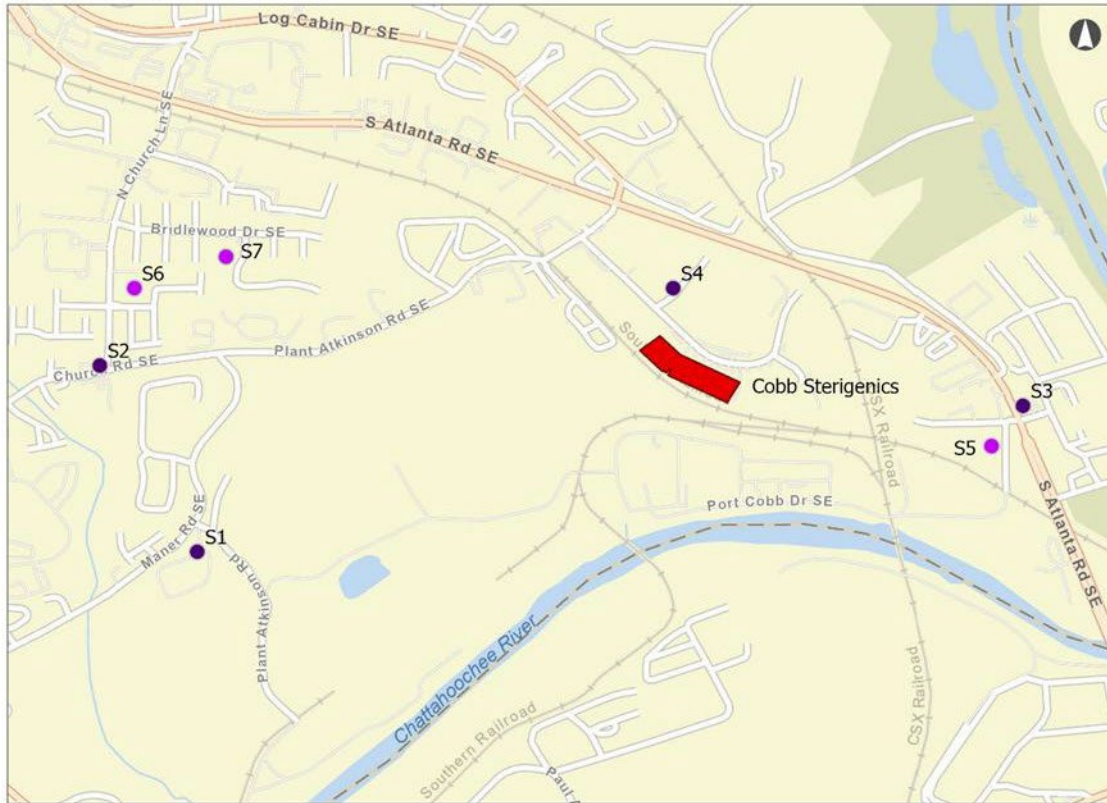 Log Cabin Dr SE
N Church Ln SE
S Atlanta Rd SE
Bridlewood Dr SE
S7
S6
S4
Plant Atkinson Rd SE
S2
Church Rd SE
Cobb Sterigenics
S3
CSX Railroad
S5
Port Cobb Dr SE
S Atlanta Rd SE
Maner Rd SE
S1
Plant Atkinson Rd
Chattahoochee River
Southern Railroad
CSX Railroad